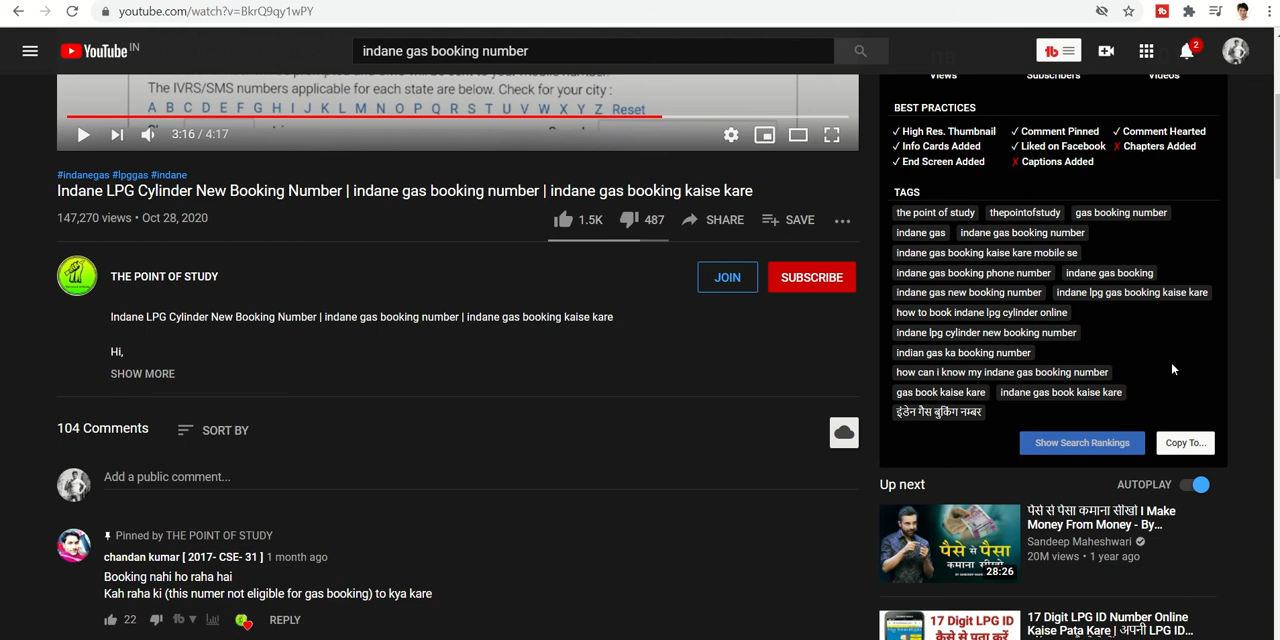 youtube.com/watch?v=BkrQ9qy1wPY
YouTube IN
indane gas booking number
2
The IVRS/SMS numbers applicable for each state are below. Check for your city :
A B C D E F G H I J K L M N O P Q R S T U V W X Y Z Reset
3:16 / 4:17
#indanegas #lpggas #indane
Indane LPG Cylinder New Booking Number | indane gas booking number | indane gas booking kaise kare
147,270 views • Oct 28, 2020
1.5K 487 SHARE SAVE
THE POINT OF STUDY
JOIN SUBSCRIBE
Indane LPG Cylinder New Booking Number | indane gas booking number | indane gas booking kaise kare
Hi,
SHOW MORE
104 Comments SORT BY
Add a public comment...
Pinned by THE POINT OF STUDY
chandan kumar [ 2017- CSE- 31 ] 1 month ago
Booking nahi ho raha hai
Kah raha ki (this numer not eligible for gas booking) to kya kare
22 REPLY
Views Subscribers Videos
BEST PRACTICES
✓ High Res. Thumbnail ✓ Comment Pinned ✓ Comment Hearted
✓ Info Cards Added ✓ Liked on Facebook ✗ Chapters Added
✓ End Screen Added ✗ Captions Added
TAGS
the point of study thepointofstudy gas booking number
indane gas indane gas booking number
indane gas booking kaise kare mobile se
indane gas booking phone number indane gas booking
indane gas new booking number indane lpg gas booking kaise kare
how to book indane lpg cylinder online
indane lpg cylinder new booking number
indian gas ka booking number
how can i know my indane gas booking number
gas book kaise kare indane gas book kaise kare
इंडेन गैस बुकिंग नम्बर
Show Search Rankings Copy To...
Up next AUTOPLAY
पैसे से पैसा
कमाना सीखो
28:26
पैसे से पैसा कमाना सीखो I Make
Money From Money - By...
Sandeep Maheshwari
20M views • 1 year ago
17 Digit LPG ID
कैसे से पता करें
17 Digit LPG ID Number Online
Kaise Pata Kare | अपनी LPG ID...